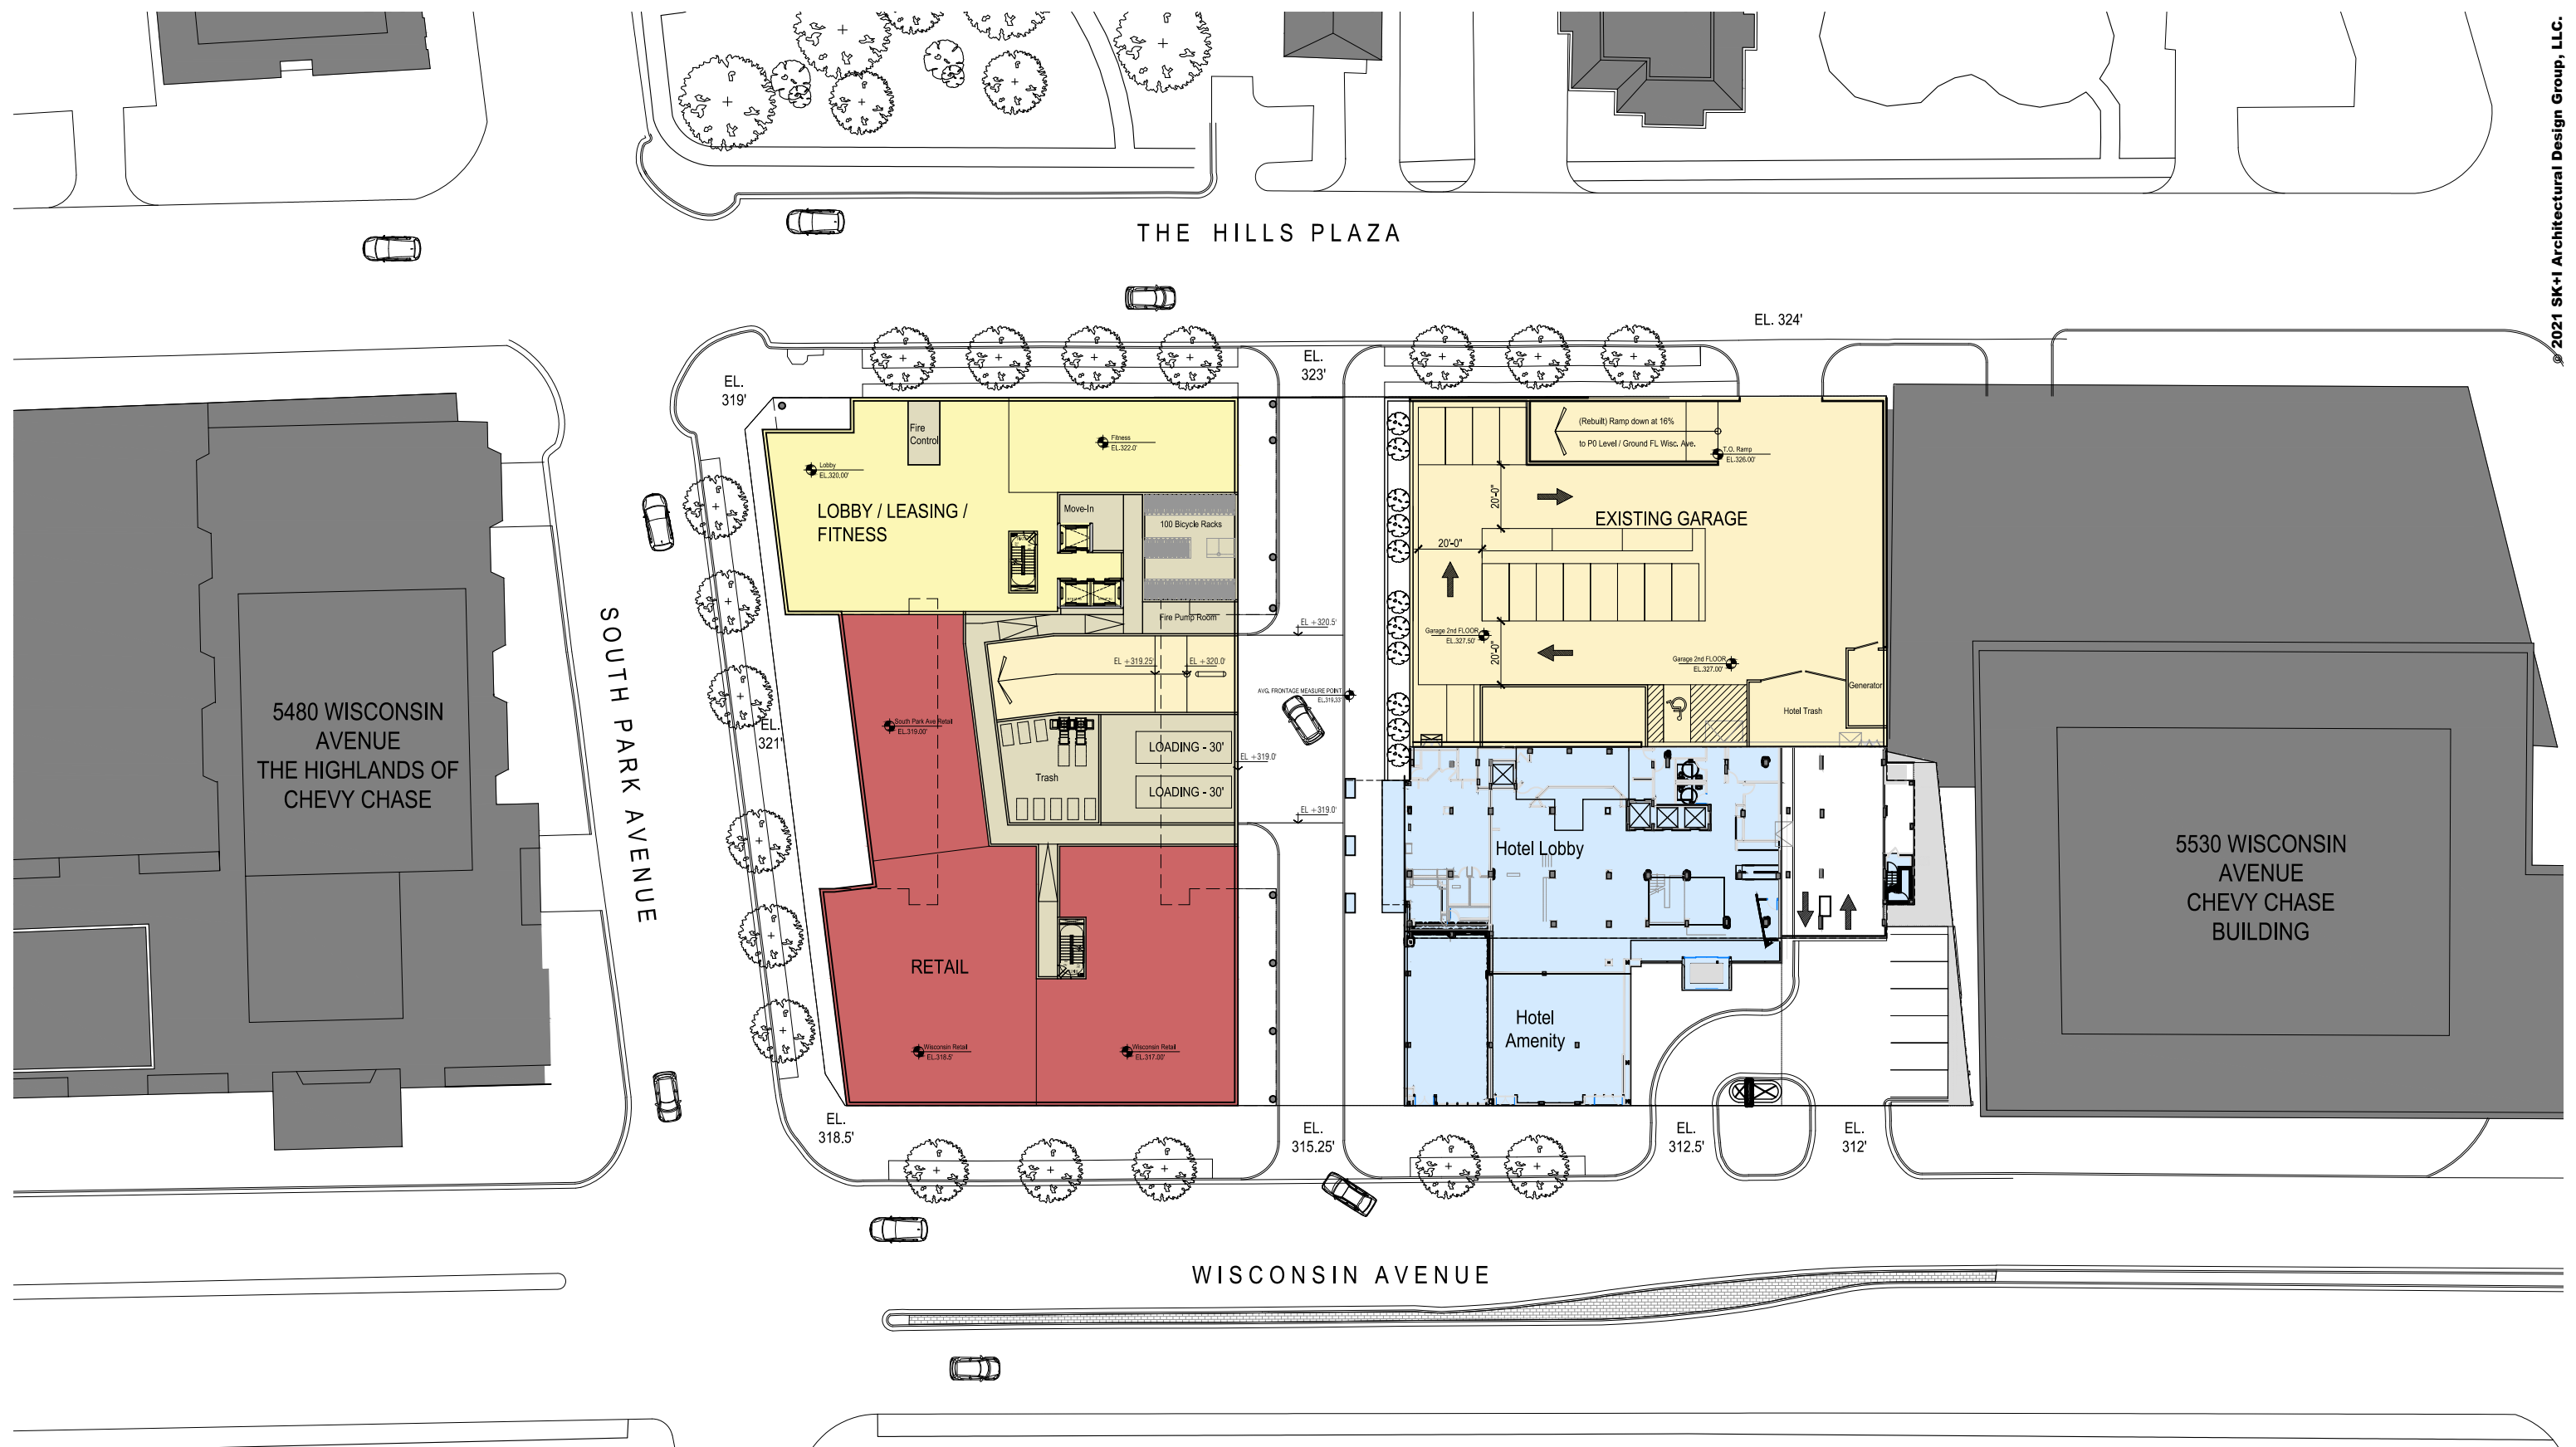 © 2021 SK+I Architectural Design Group, LLC.
THE HILLS PLAZA
EL. 324'
EL.
323'
EL.
319'
Fire
Control
Fitness
EL.322.0'
Lobby
EL.320.00'
LOBBY / LEASING /
FITNESS
Move-In
100 Bicycle Racks
Fire Pump Room
(Rebuilt) Ramp down at 16%
to P0 Level / Ground FL Wisc. Ave.
T.O. Ramp
EL.326.00'
20'-0"
EXISTING GARAGE
20'-0"
Garage 2nd FLOOR
EL.327.50'
20'-0"
Garage 2nd FLOOR
EL.327.00'
Generator
Hotel Trash
EL +320.5'
EL +319.25'
EL +320.0'
AVG. FRONTAGE MEASURE POINT
EL.319.33'
SOUTH PARK AVENUE
5480 WISCONSIN
AVENUE
THE HIGHLANDS OF
CHEVY CHASE
EL.
321'
South Park Ave Retail
EL.319.00'
Trash
LOADING - 30'
LOADING - 30'
EL +319.0'
EL +319.0'
Hotel Lobby
5530 WISCONSIN
AVENUE
CHEVY CHASE
BUILDING
RETAIL
Wisconsin Retail
EL.318.5'
Wisconsin Retail
EL.317.00'
Hotel
Amenity
EL.
318.5'
EL.
315.25'
EL.
312.5'
EL.
312'
WISCONSIN AVENUE